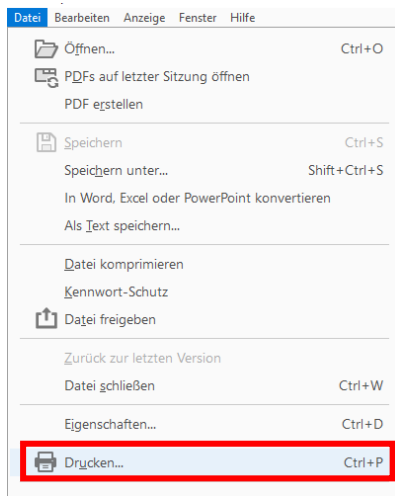 Datei Bearbeiten Anzeige Fenster Hilfe
Öffnen... Ctrl+O
PDFs auf letzter Sitzung öffnen
PDF erstellen
Speichern Ctrl+S
Speichern unter... Shift+Ctrl+S
In Word, Excel oder PowerPoint konvertieren
Als Text speichern...
Datei komprimieren
Kennwort-Schutz
Datei freigeben
Zurück zur letzten Version
Datei schließen Ctrl+W
Eigenschaften... Ctrl+D
Drucken... Ctrl+P